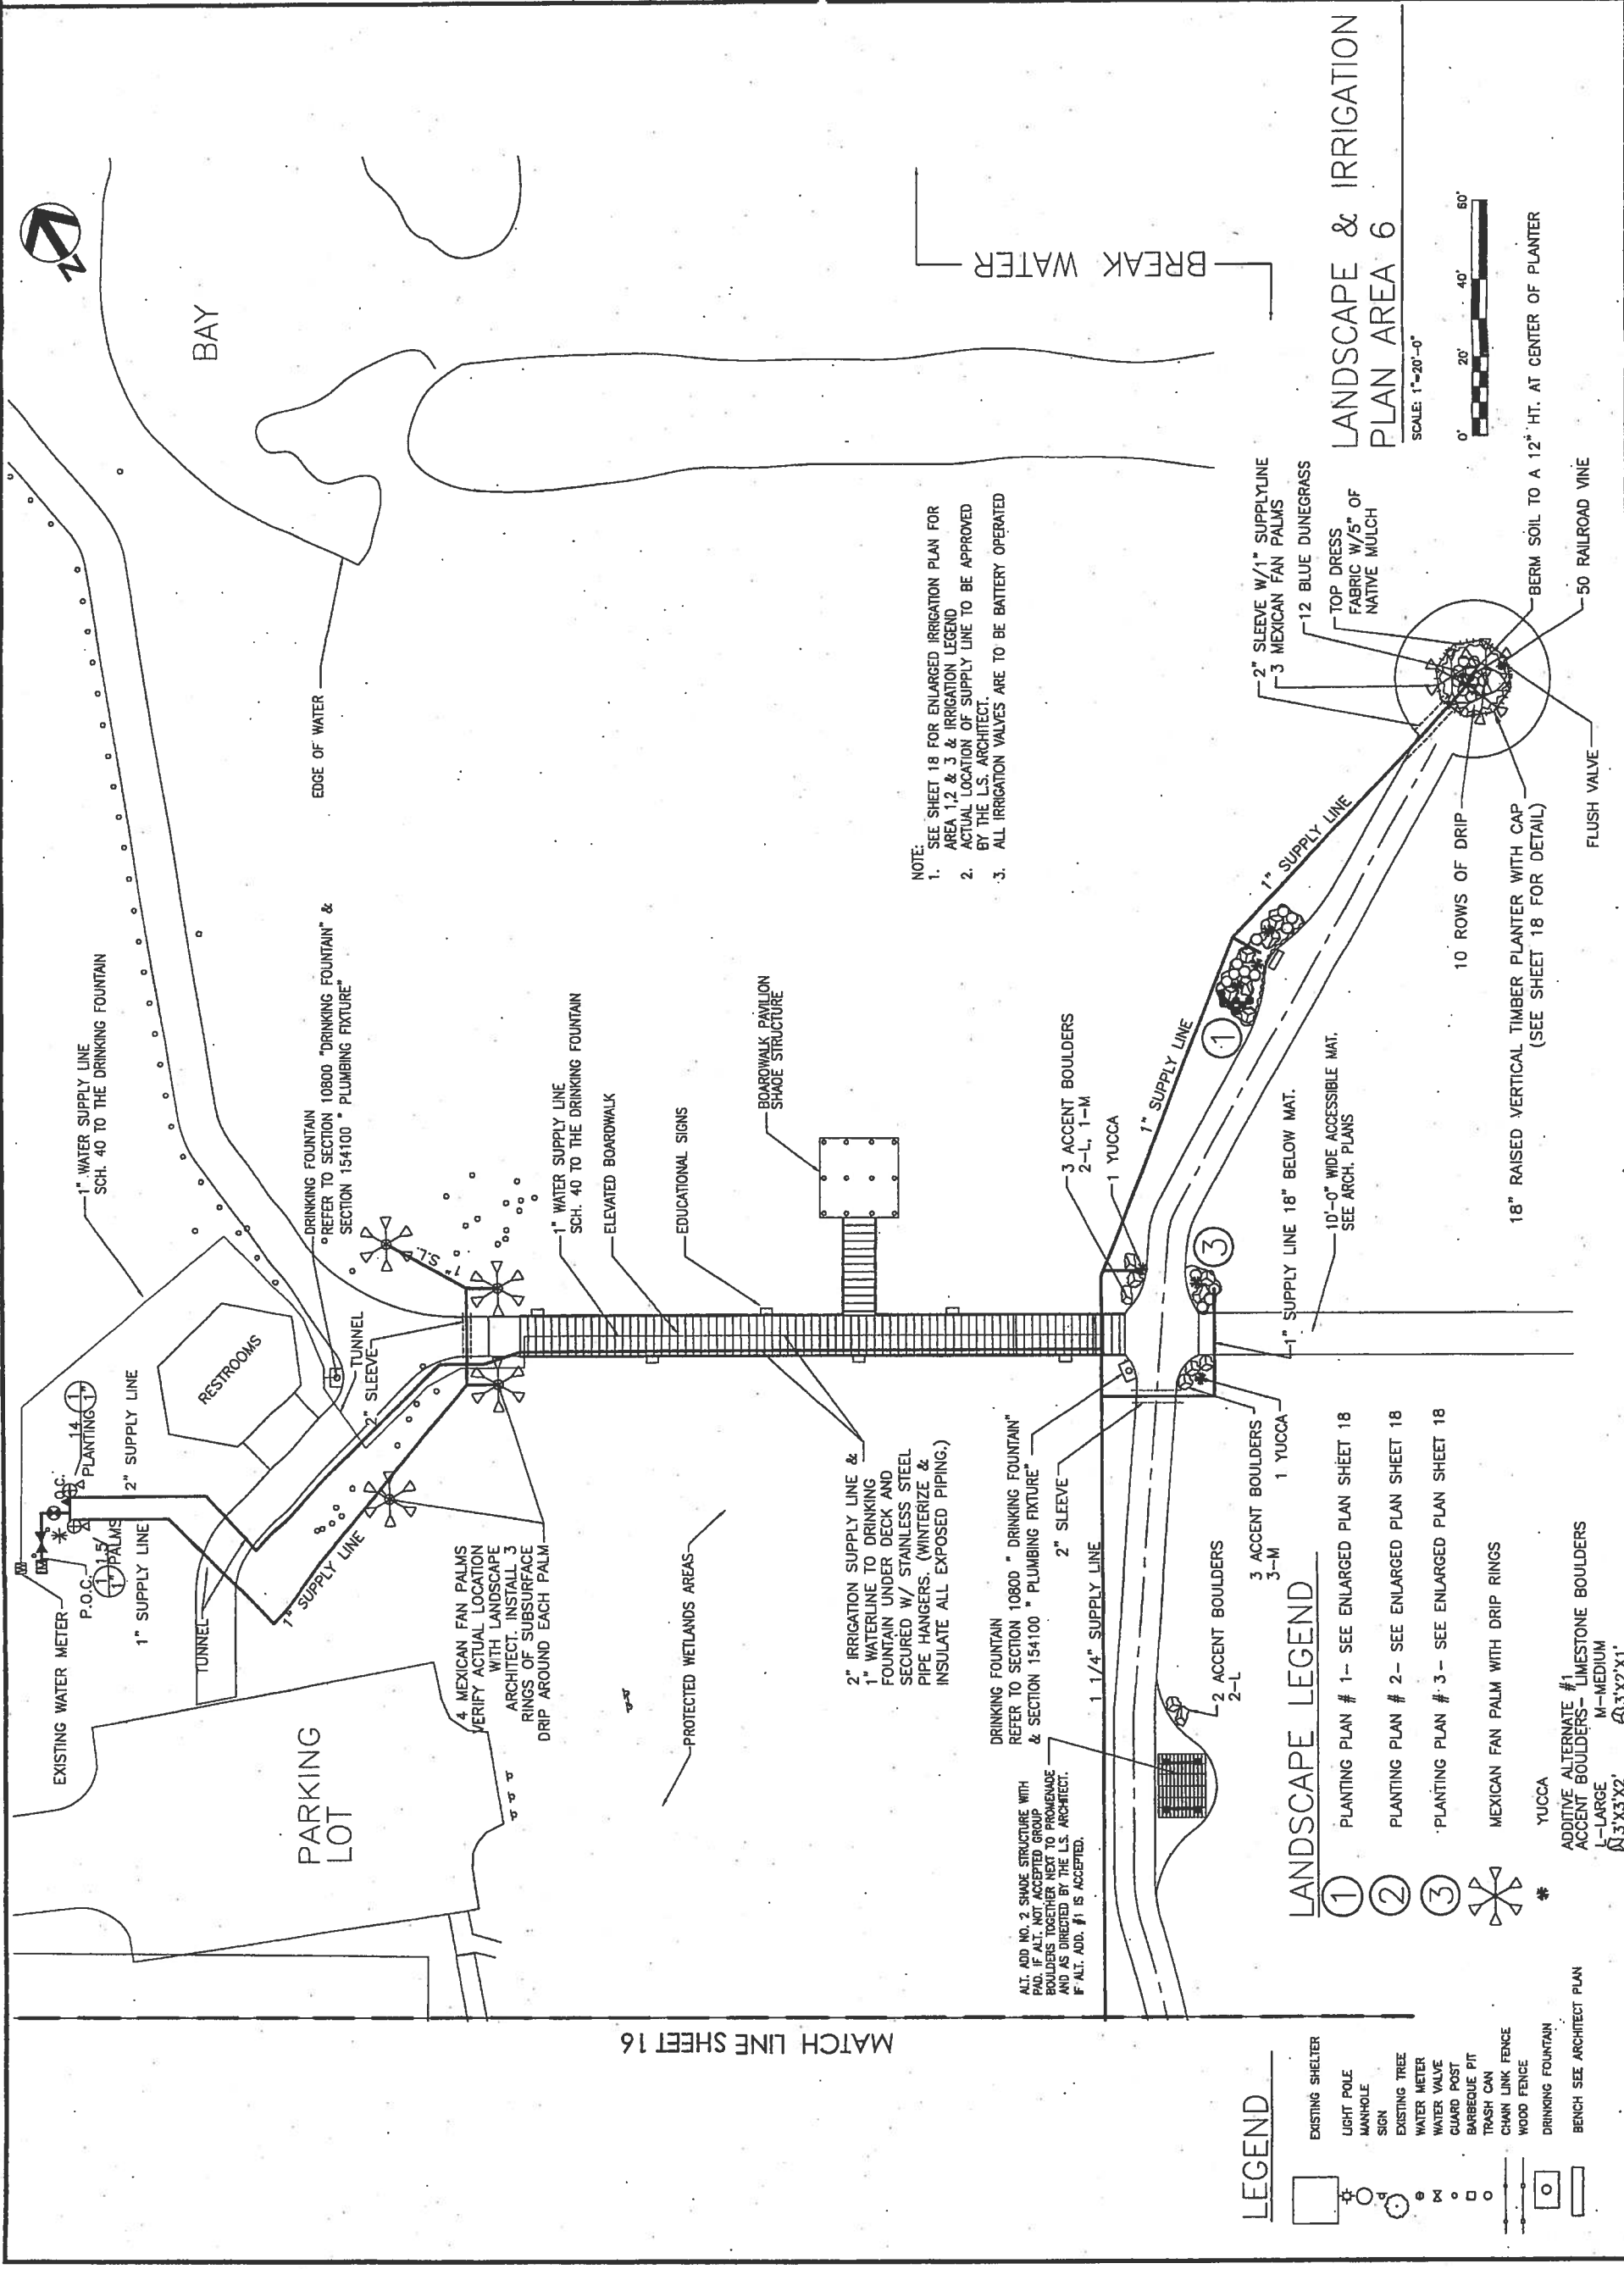 EXISTING WATER METER
P.O.C.
1
1.5
1"
PALMS
1" SUPPLY LINE
Q.C.
14
PLANTING
1
1"
2" SUPPLY LINE
1" WATER SUPPLY LINE
SCH. 40 TO THE DRINKING FOUNTAIN
N
BAY
RESTROOMS
TUNNEL
PARKING
LOT
1" SUPPLY LINE
TUNNEL
2" SLEEVE
DRINKING FOUNTAIN
REFER TO SECTION 10800 "DRINKING FOUNTAIN" &
SECTION 154100 " PLUMBING FIXTURE"
EDGE OF WATER
1" S.L.
4 MEXICAN FAN PALMS
VERIFY ACTUAL LOCATION
WITH LANDSCAPE
ARCHITECT. INSTALL 3
RINGS OF SUBSURFACE
DRIP AROUND EACH PALM
1" WATER SUPPLY LINE
SCH. 40 TO THE DRINKING FOUNTAIN
ELEVATED BOARDWALK
EDUCATIONAL SIGNS
BOARDWALK PAVILION
SHADE STRUCTURE
PROTECTED WETLANDS AREAS
MATCH LINE SHEET 16
2" IRRIGATION SUPPLY LINE &
1" WATERLINE TO DRINKING
FOUNTAIN UNDER DECK AND
SECURED W/ STAINLESS STEEL
PIPE HANGERS. (WINTERIZE &
INSULATE ALL EXPOSED PIPING.)
NOTE:
1. SEE SHEET 18 FOR ENLARGED IRRIGATION PLAN FOR
AREA 1,2 & 3 & IRRIGATION LEGEND
2. ACTUAL LOCATION OF SUPPLY LINE TO BE APPROVED
BY THE L.S. ARCHITECT.
3. ALL IRRIGATION VALVES ARE TO BE BATTERY OPERATED
BREAK WATER
DRINKING FOUNTAIN
REFER TO SECTION 10800 " DRINKING FOUNTAIN"
& SECTION 154100 " PLUMBING FIXTURE"
2" SLEEVE
ALT. ADD NO. 2 SHADE STRUCTURE WITH
PAD. IF ALT. NOT ACCEPTED GROUP
BOULDERS TOGETHER NEXT TO PROMENADE
AND AS DIRECTED BY THE L.S. ARCHITECT.
IF ALT. ADD. #1 IS ACCEPTED.
1 1/4" SUPPLY LINE
3 ACCENT BOULDERS
2-L, 1-M
1 YUCCA
1" SUPPLY LINE
1
1" SUPPLY LINE
3
2 ACCENT BOULDERS
2-L
3 ACCENT BOULDERS
3-M
1 YUCCA
1" SUPPLY LINE 18" BELOW MAT.
10'-0" WIDE ACCESSIBLE MAT.
SEE ARCH. PLANS
2" SLEEVE W/1" SUPPLYLINE
3 MEXICAN FAN PALMS
12 BLUE DUNEGRASS
TOP DRESS
FABRIC W/5" OF
NATIVE MULCH
10 ROWS OF DRIP
18" RAISED VERTICAL TIMBER PLANTER WITH CAP
(SEE SHEET 18 FOR DETAIL)
FLUSH VALVE
BERM SOIL TO A 12" HT. AT CENTER OF PLANTER
50 RAILROAD VINE
LANDSCAPE & IRRIGATION
PLAN AREA 6
SCALE: 1"=20'-0"
0' 20' 40' 60'
LANDSCAPE LEGEND
1 PLANTING PLAN # 1- SEE ENLARGED PLAN SHEET 18
2 PLANTING PLAN # 2- SEE ENLARGED PLAN SHEET 18
3 PLANTING PLAN # 3- SEE ENLARGED PLAN SHEET 18
MEXICAN FAN PALM WITH DRIP RINGS
YUCCA
ADDITIVE ALTERNATE #1
ACCENT BOULDERS- LIMESTONE BOULDERS
L-LARGE M-MEDIUM
3'X3'X2' 3'X2'X1'
LEGEND
EXISTING SHELTER
LIGHT POLE
MANHOLE
SIGN
EXISTING TREE
WATER METER
WATER VALVE
GUARD POST
BARBEQUE PIT
TRASH CAN
CHAIN LINK FENCE
WOOD FENCE
DRINKING FOUNTAIN
BENCH SEE ARCHITECT PLAN